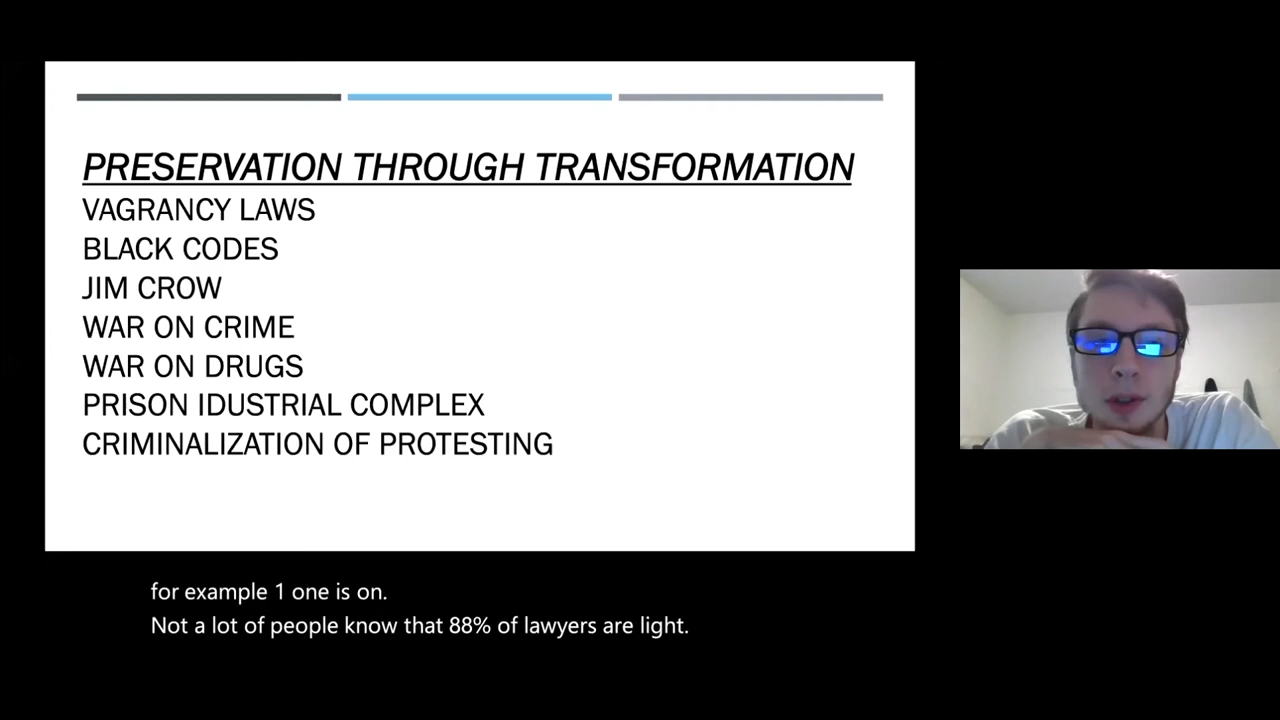 PRESERVATION THROUGH TRANSFORMATION
VAGRANCY LAWS
BLACK CODES
JIM CROW
WAR ON CRIME
WAR ON DRUGS
PRISON IDUSTRIAL COMPLEX
CRIMINALIZATION OF PROTESTING
for example 1 one is on.
Not a lot of people know that 88% of lawyers are light.